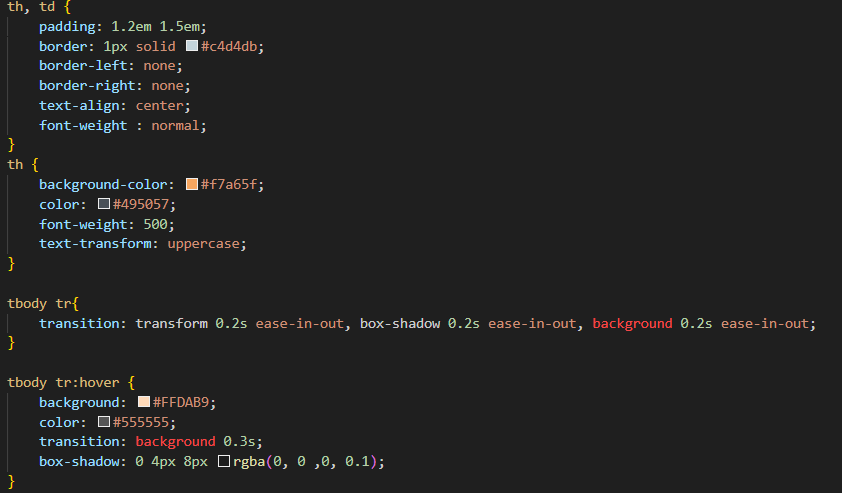 th, td {
    padding: 1.2em 1.5em;
    border: 1px solid #c4d4db;
    border-left: none;
    border-right: none;
    text-align: center;
    font-weight : normal;
}
th {
    background-color: #f7a65f;
    color: #495057;
    font-weight: 500;
    text-transform: uppercase;
}

tbody tr{
    transition: transform 0.2s ease-in-out, box-shadow 0.2s ease-in-out, background 0.2s ease-in-out;
}

tbody tr:hover {
    background: #FFDAB9;
    color: #555555;
    transition: background 0.3s;
    box-shadow: 0 4px 8px rgba(0, 0 ,0, 0.1);
}